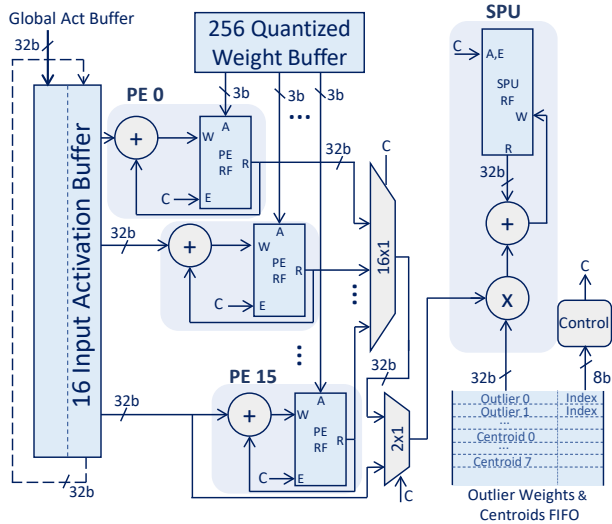 Global Act Buffer
32b
16 Input Activation Buffer
32b
256 Quantized
Weight Buffer
3b
3b
3b
...
PE 0
+
W
A
PE
RF
R
E
C
32b
32b
+
W
A
PE
RF
R
E
C
...
...
PE 15
32b
+
W
A
PE
RF
R
E
C
C
16x1
32b
2x1
C
SPU
C
A,E
SPU
RF
W
R
32b
+
X
32b
C
Control
8b
Outlier 0
Index
Outlier 1
Index
...
Centroid 0
...
Centroid 7
Outlier Weights &
Centroids FIFO